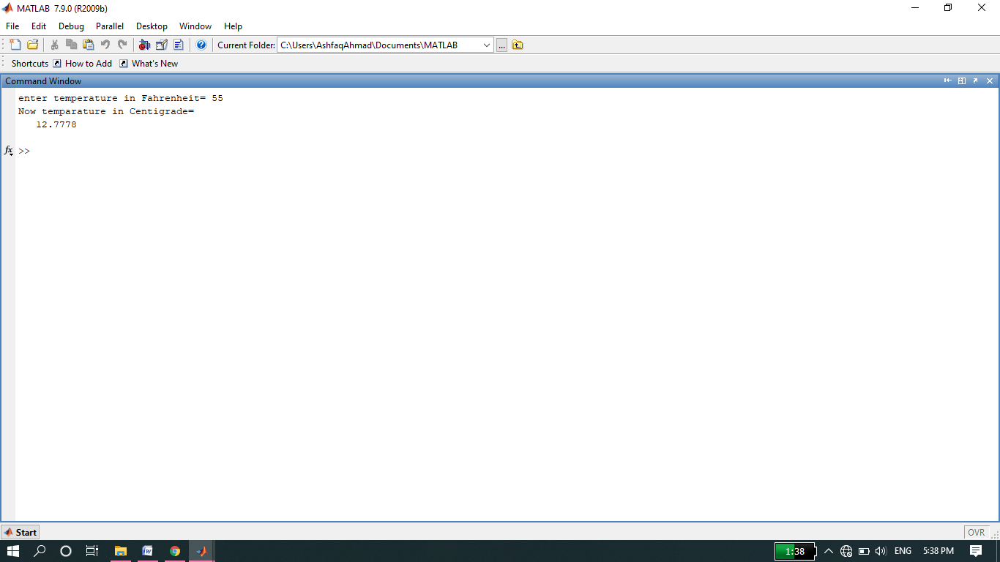 MATLAB 7.9.0 (R2009b)
File Edit Debug Parallel Desktop Window Help
Current Folder: C:\Users\AshfaqAhmad\Documents\MATLAB ...
Shortcuts How to Add What's New
Command Window
enter temperature in Fahrenheit= 55
Now temparature in Centigrade=
12.7778
fx >>
Start
OVR
1:38 ENG 5:38 PM